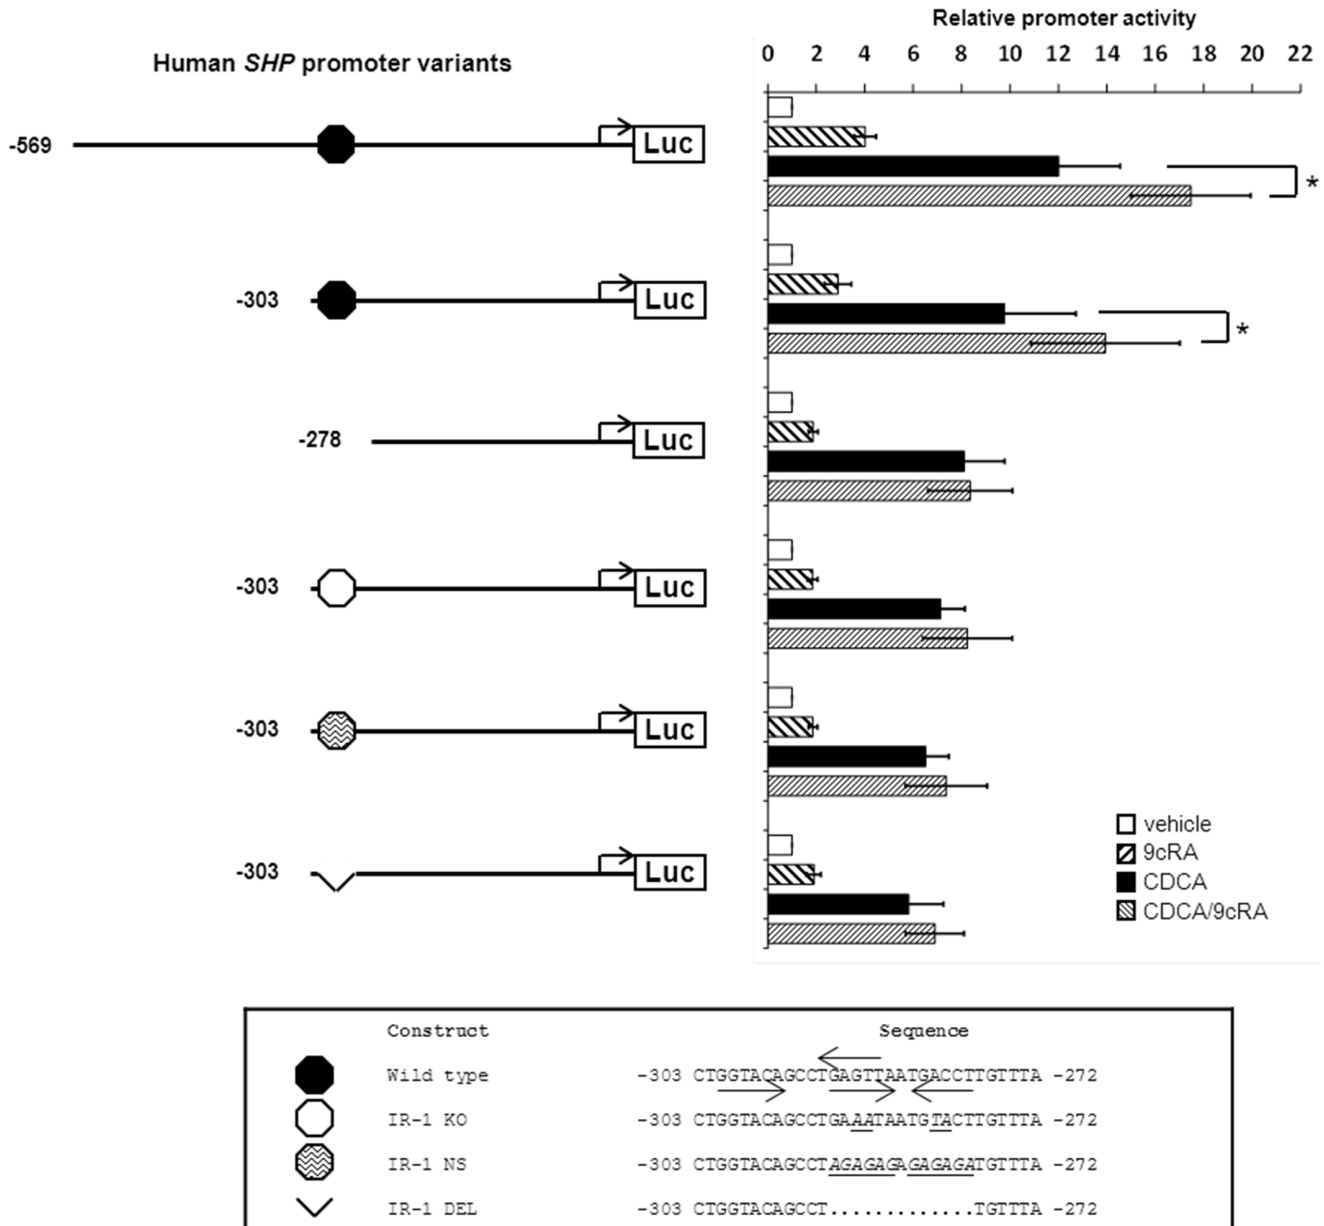 Relative promoter activity
0 2 4 6 8 10 12 14 16 18 20 22
Human SHP promoter variants
-569 Luc
*
-303 Luc
*
-278 Luc
-303 Luc
-303 Luc
-303 Luc
vehicle
9cRA
CDCA
CDCA/9cRA
Construct Sequence
Wild type -303 CTGGTACAGCCTGAGTTAATGACCTTGTTTA -272
IR-1 KO -303 CTGGTACAGCCTGAAATAATGTACTTGTTTA -272
IR-1 NS -303 CTGGTACAGCCTAGAGAGAGAGAGATGTTTA -272
IR-1 DEL -303 CTGGTACAGCCT.............TGTTTA -272